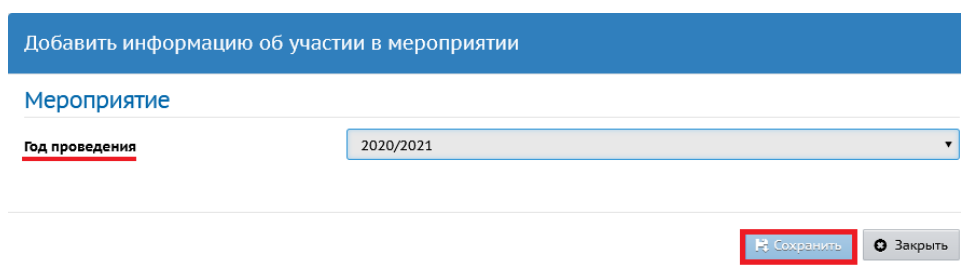 Добавить информацию об участии в мероприятии
Мероприятие
Год проведения 2020/2021
Сохранить Закрыть